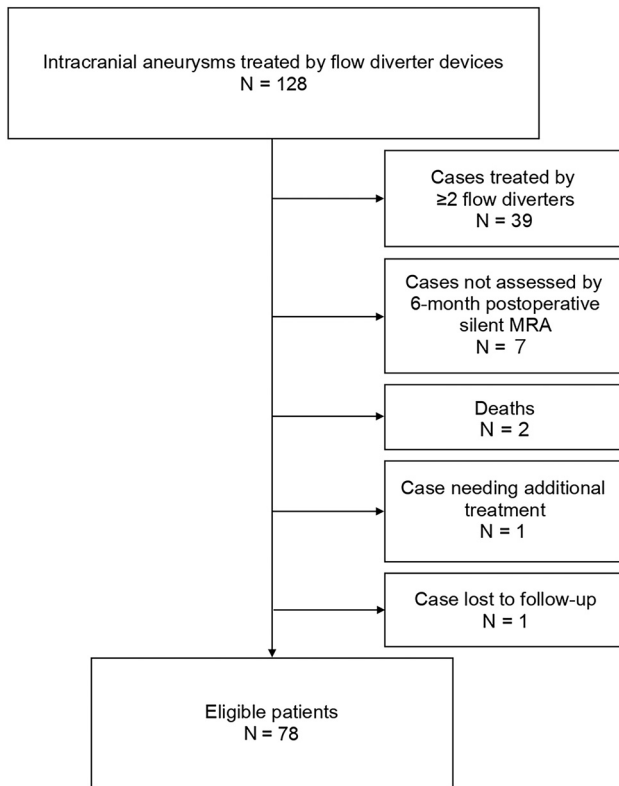 Intracranial aneurysms treated by flow diverter devices
N = 128
Cases treated by
≥2 flow diverters
N = 39
Cases not assessed by
6-month postoperative
silent MRA
N = 7
Deaths
N = 2
Case needing additional
treatment
N = 1
Case lost to follow-up
N = 1
Eligible patients
N = 78